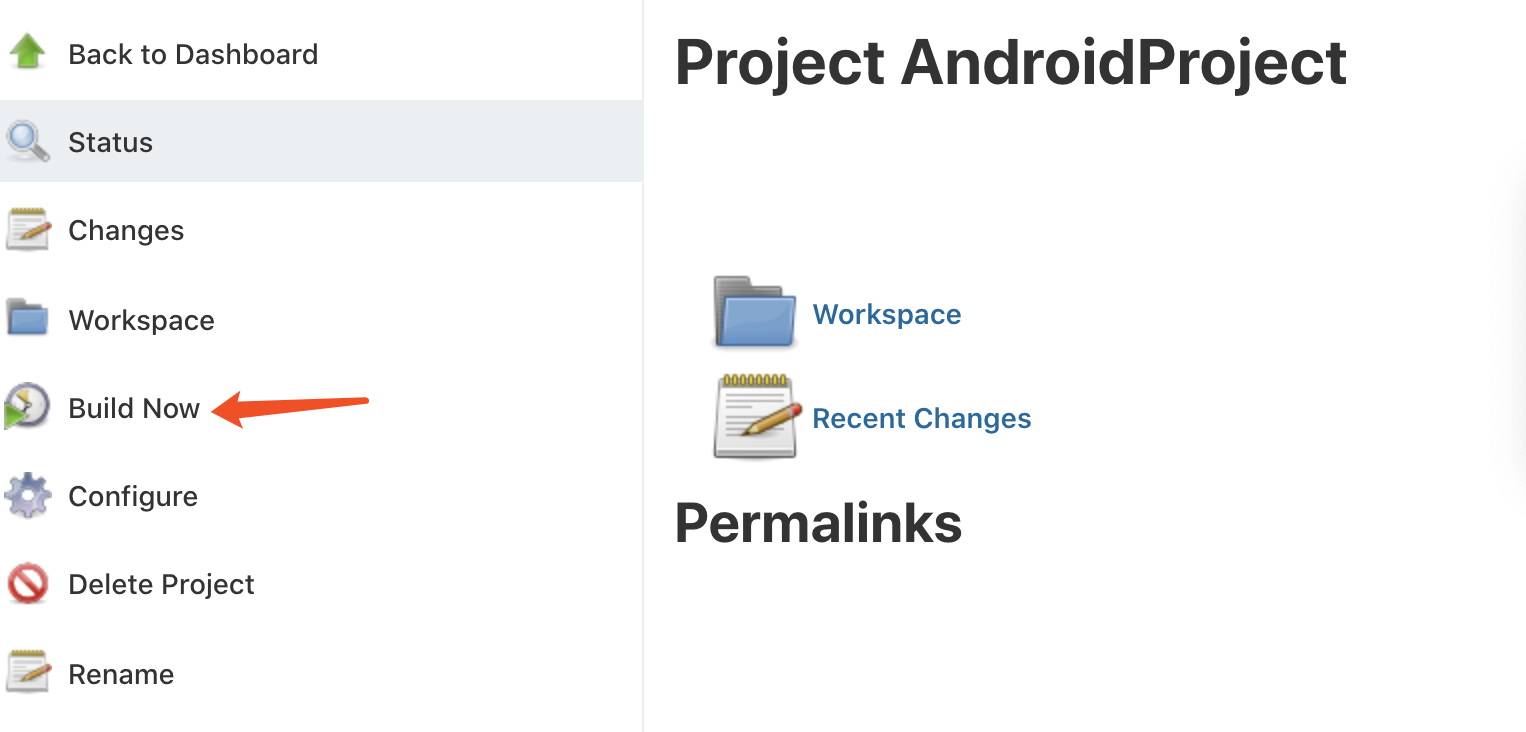 Back to Dashboard
Status
Changes
Workspace
Build Now
Configure
Delete Project
Rename
Project AndroidProject
Workspace
Recent Changes
Permalinks